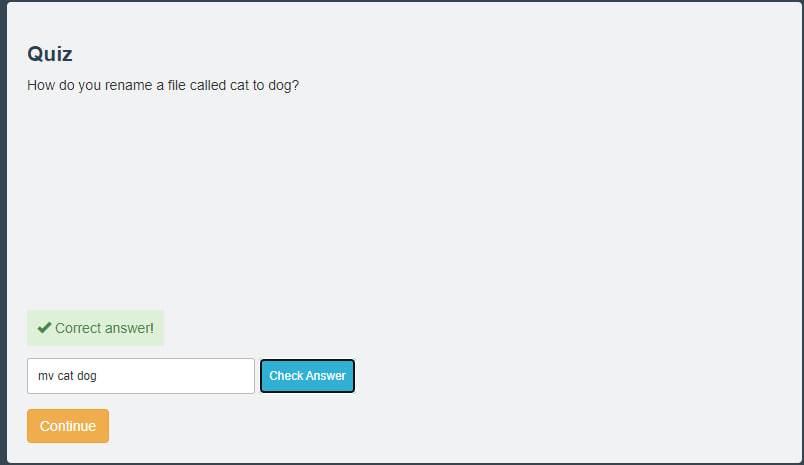 Quiz
How do you rename a file called cat to dog?
Correct answer!
mv cat dog
Check Answer
Continue